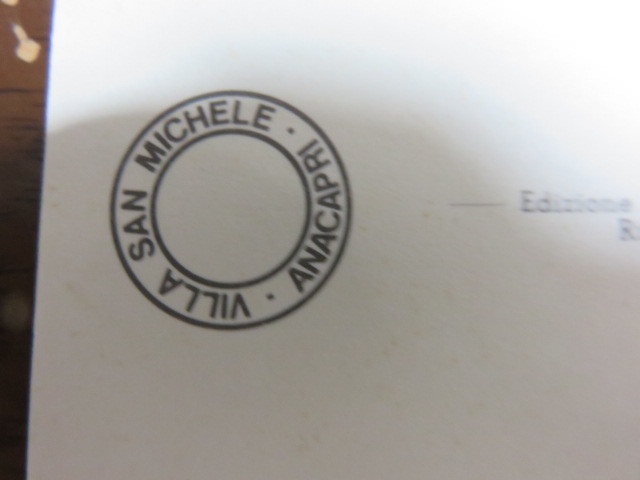 VILLA SAN MICHELE · ANACAPRI ·
Edizione